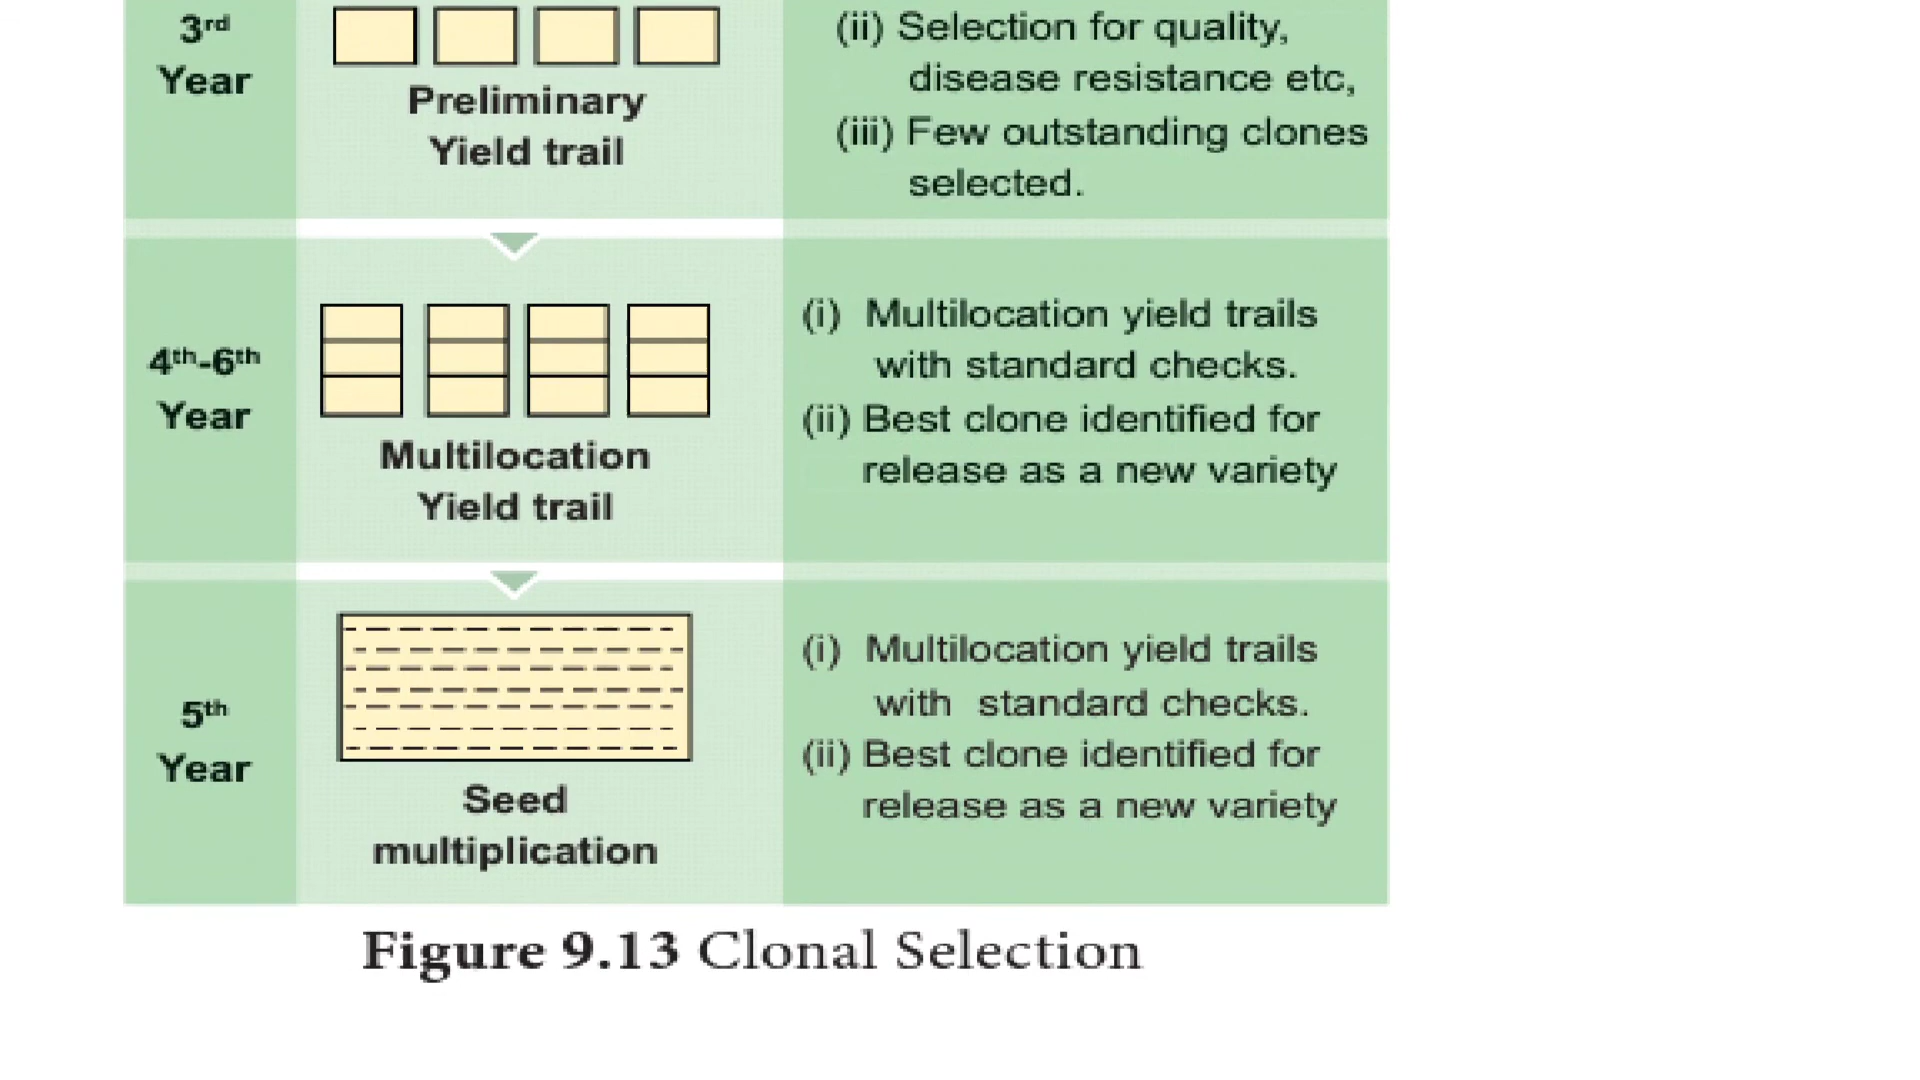 3rd
Year
Preliminary
Yield trail
(ii) Selection for quality,
disease resistance etc,
(iii) Few outstanding clones
selected.
4th-6th
Year
Multilocation
Yield trail
(i) Multilocation yield trails
with standard checks.
(ii) Best clone identified for
release as a new variety
5th
Year
Seed
multiplication
(i) Multilocation yield trails
with standard checks.
(ii) Best clone identified for
release as a new variety
Figure 9.13 Clonal Selection